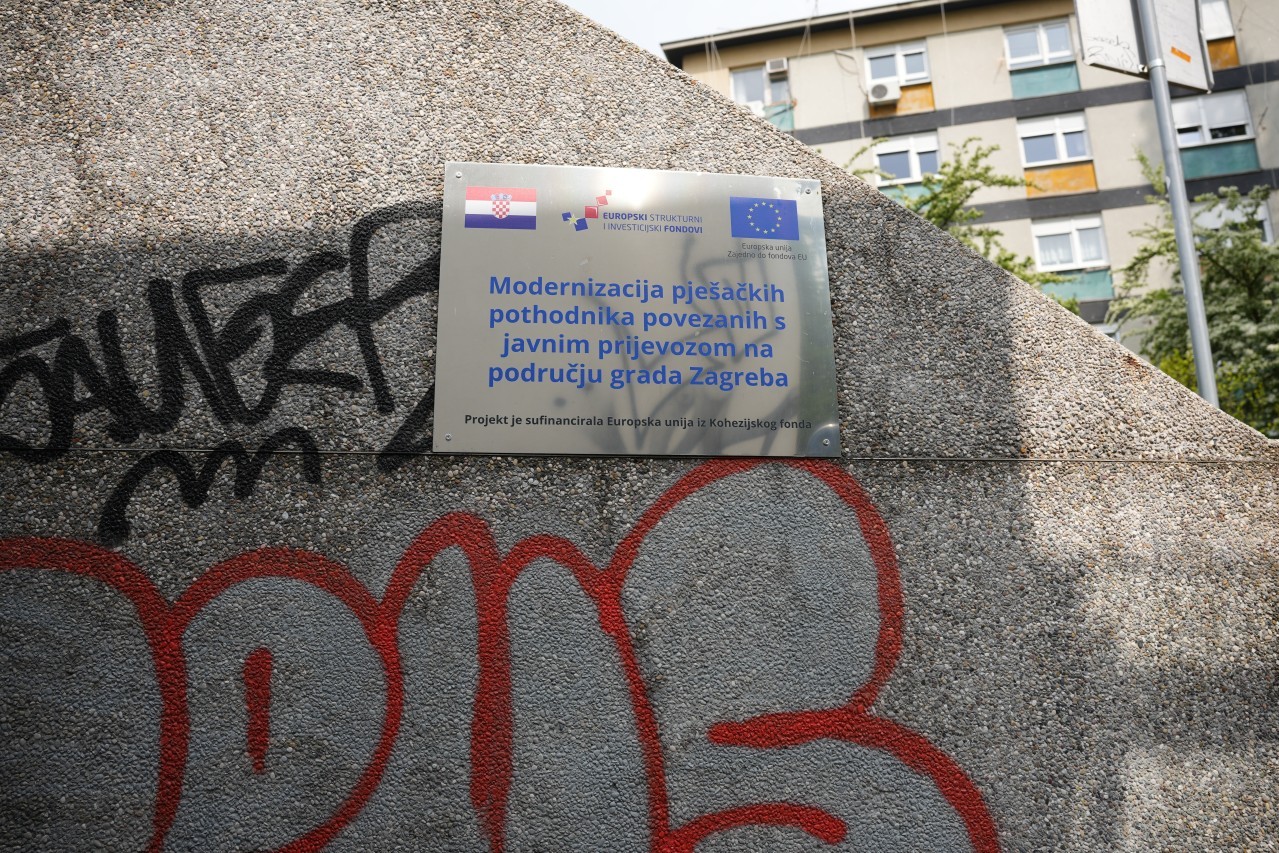 EUROPSKI STRUKTURNI
I INVESTICIJSKI FONDOVI
Europska unija
Zajedno do fondova EU
Modernizacija pješačkih
pothodnika povezanih s
javnim prijevozom na
području grada Zagreba
Projekt je sufinancirala Europska unija iz Kohezijskog fonda